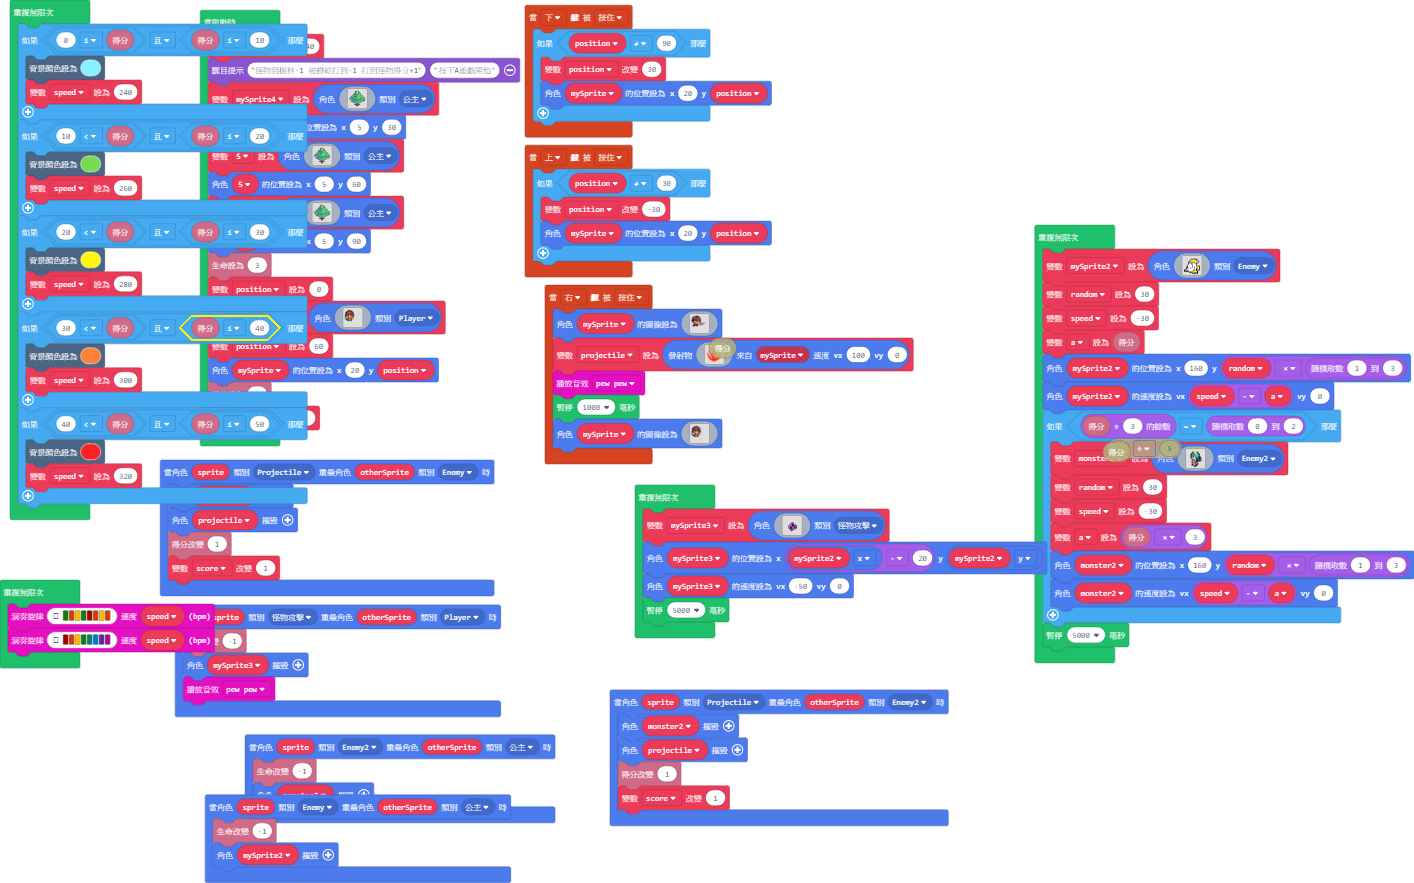 重複無限次
如果 0 ≤ 得分 且 得分 ≤ 10 那麼
背景顏色設為
變數 speed 設為 240
如果 10 < 得分 且 得分 ≤ 20 那麼
背景顏色設為
變數 speed 設為 260
如果 20 < 得分 且 得分 ≤ 30 那麼
背景顏色設為
變數 speed 設為 280
如果 30 < 得分 且 得分 ≤ 40 那麼
背景顏色設為
變數 speed 設為 300
如果 40 < 得分 且 得分 ≤ 50 那麼
背景顏色設為
變數 speed 設為 320
當啟動時
醒目提示 "怪物到樹林-1 被餅乾打到-1 打到怪物得分+1" "按下A遊戲開始"
變數 mySprite4 設為 角色 類別 公主
位置設為 x 5 y 30
變數 5 設為 角色 類別 公主
角色 5 的位置設為 x 5 y 60
類別 公主
x 5 y 90
生命設為 3
變數 position 設為 0
角色 類別 Player
變數 position 設為 60
角色 mySprite 的位置設為 x 20 y position
當角色 sprite 類別 Projectile 重疊角色 otherSprite 類別 Enemy 時
角色 projectile 摧毀
得分改變 1
變數 score 改變 1
重複無限次
演奏旋律 速度 speed (bpm)
演奏旋律 速度 speed (bpm)
sprite 類別 怪物攻擊 重疊角色 otherSprite 類別 Player 時
-1
角色 mySprite3 摧毀
播放音效 pew pew
當角色 sprite 類別 Enemy2 重疊角色 otherSprite 類別 公主 時
生命改變 -1
當角色 sprite 類別 Enemy 重疊角色 otherSprite 類別 公主 時
生命改變 -1
角色 mySprite2 摧毀
當 下 鍵 被 按住
如果 position ≠ 90 那麼
變數 position 改變 30
角色 mySprite 的位置設為 x 20 y position
當 上 鍵 被 按住
如果 position ≠ 30 那麼
變數 position 改變 -30
角色 mySprite 的位置設為 x 20 y position
當 右 鍵 被 按住
角色 mySprite 的圖像設為
變數 projectile 設為 發射物 得分 來自 mySprite 速度 vx 100 vy 0
播放音效 pew pew
暫停 1000 毫秒
角色 mySprite 的圖像設為
重複無限次
變數 mySprite3 設為 角色 類別 怪物攻擊
角色 mySprite3 的位置設為 x mySprite2 x - 20 y mySprite2 y
角色 mySprite3 的速度設為 vx -50 vy 0
暫停 5000 毫秒
當角色 sprite 類別 Projectile 重疊角色 otherSprite 類別 Enemy2 時
角色 monster2 摧毀
角色 projectile 摧毀
得分改變 1
變數 score 改變 1
重複無限次
變數 mySprite2 設為 角色 類別 Enemy
變數 random 設為 30
變數 speed 設為 -30
變數 a 設為 得分
角色 mySprite2 的位置設為 x 160 y random × 隨機取數 1 到 3
角色 mySprite2 的速度設為 vx speed - a vy 0
如果 得分 ÷ 3 的餘數 = 隨機取數 0 到 2 那麼
得分 ÷ 5
角色 類別 Enemy2
變數 random 設為 30
變數 speed 設為 -30
變數 a 設為 得分 × 3
角色 monster2 的位置設為 x 160 y random × 隨機取數 1 到 3
角色 monster2 的速度設為 vx speed - a vy 0
暫停 5000 毫秒